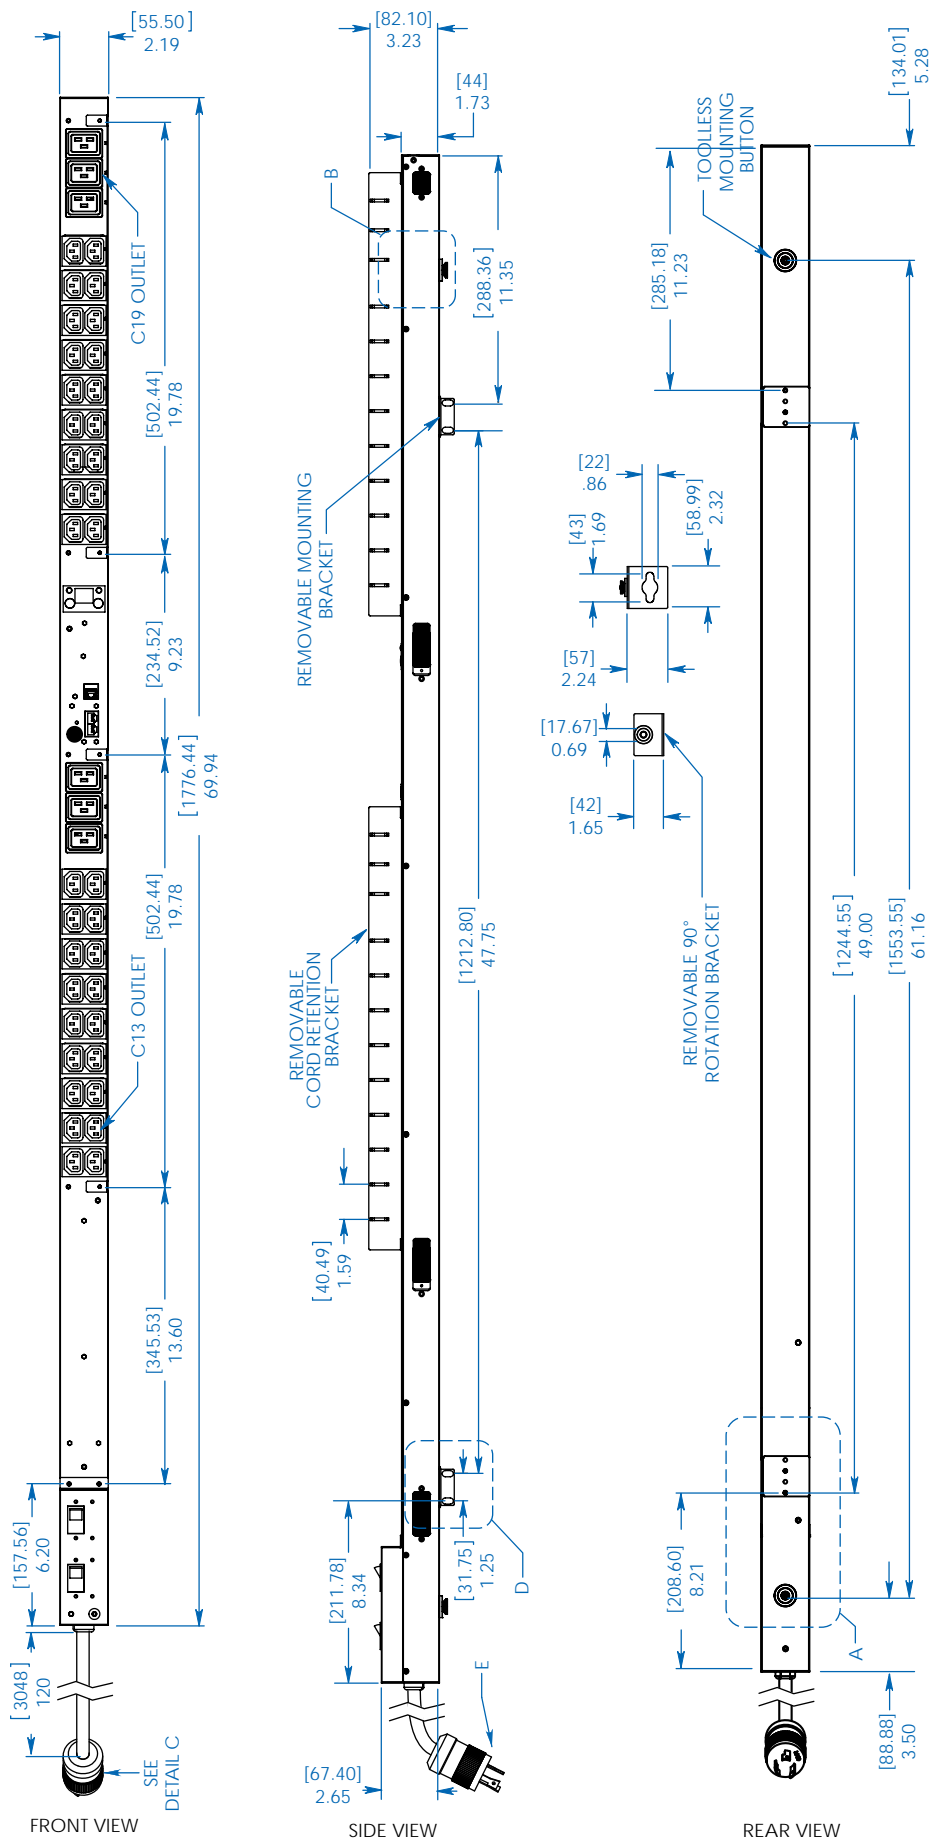 [55.50]
2.19
C19 OUTLET
[502.44]
19.78
[234.52]
9.23
[1776.44]
69.94
[502.44]
19.78
C13 OUTLET
[345.53]
13.60
[157.56]
6.20
[3048]
120
SEE
DETAIL C
FRONT VIEW
[82.10]
3.23
[44]
1.73
B
[288.36]
11.35
REMOVABLE MOUNTING
BRACKET
[1212.80]
47.75
REMOVABLE
CORD RETENTION
BRACKET
[40.49]
1.59
[211.78]
8.34
[31.75]
1.25
D
E
[67.40]
2.65
SIDE VIEW
[22]
.86
[43]
1.69
[58.99]
2.32
[57]
2.24
[17.67]
0.69
[42]
1.65
REMOVABLE 90°
ROTATION BRACKET
[134.01]
5.28
TOOLLESS
MOUNTING
BUTTON
[285.18]
11.23
[1244.55]
49.00
[1553.55]
61.16
[208.60]
8.21
A
[88.88]
3.50
REAR VIEW